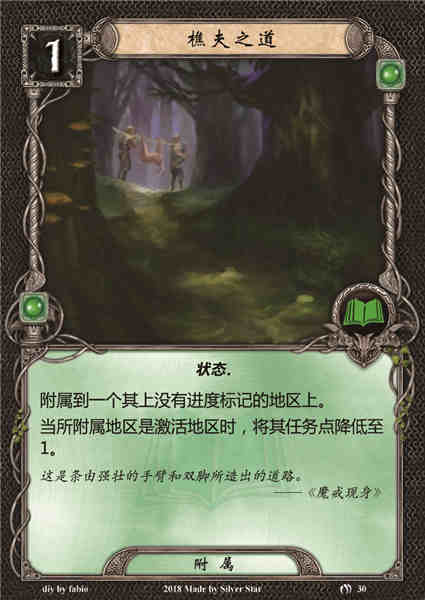 1
樵夫之道
状态.
附属到一个其上没有进度标记的地区上。
当所附属地区是激活地区时，将其任务点降低至
1。
这是条由强壮的手臂和双脚所造出的道路。
——《魔戒现身》
附 属
diy by fabio 2018 Made by Silver Star 30